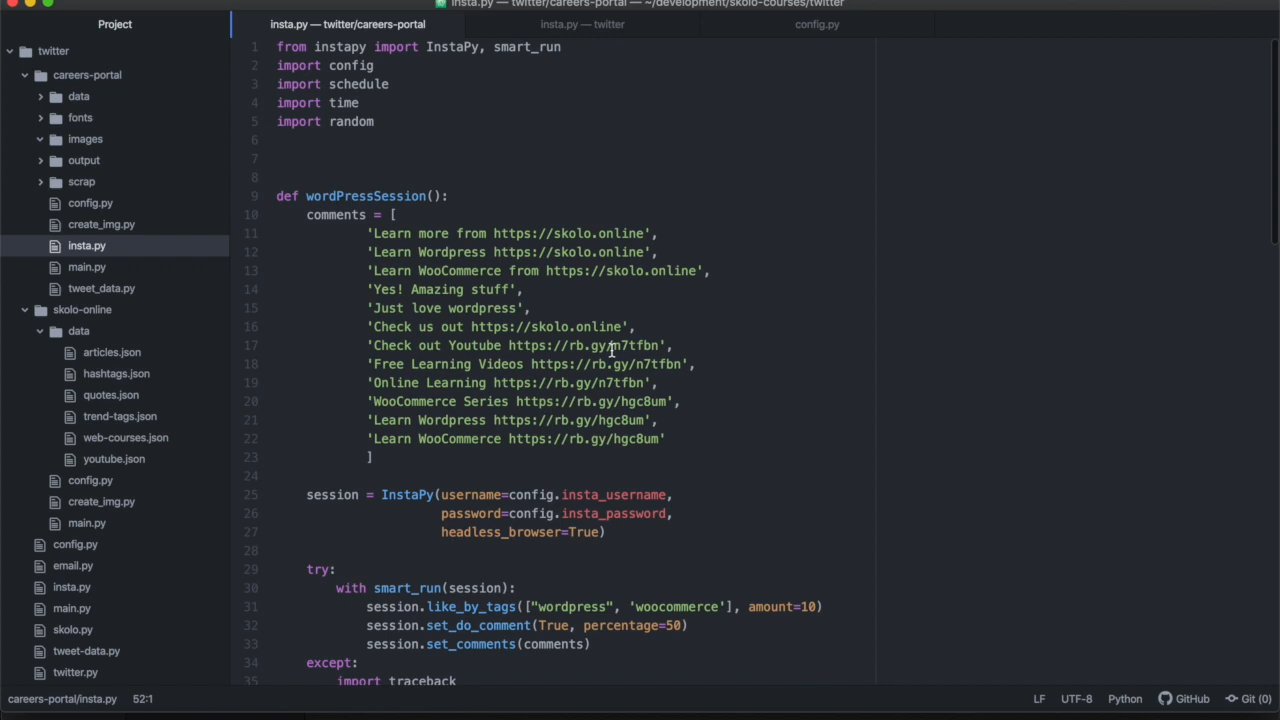 insta.py — twitter/careers-portal — ~/development/skolo-courses/twitter
Project
insta.py — twitter/careers-portal
insta.py — twitter
config.py
twitter
careers-portal
data
fonts
images
output
scrap
config.py
create_img.py
insta.py
main.py
tweet_data.py
skolo-online
data
articles.json
hashtags.json
quotes.json
trend-tags.json
web-courses.json
youtube.json
config.py
create_img.py
main.py
config.py
email.py
insta.py
main.py
skolo.py
tweet-data.py
twitter.py
1 from instapy import InstaPy, smart_run
2 import config
3 import schedule
4 import time
5 import random
6
7
8
9 def wordPressSession():
10 comments = [
11 'Learn more from https://skolo.online',
12 'Learn Wordpress https://skolo.online',
13 'Learn WooCommerce from https://skolo.online',
14 'Yes! Amazing stuff',
15 'Just love wordpress',
16 'Check us out https://skolo.online',
17 'Check out Youtube https://rb.gy/n7tfbn',
18 'Free Learning Videos https://rb.gy/n7tfbn',
19 'Online Learning https://rb.gy/n7tfbn',
20 'WooCommerce Series https://rb.gy/hgc8um',
21 'Learn Wordpress https://rb.gy/hgc8um',
22 'Learn WooCommerce https://rb.gy/hgc8um'
23 ]
24
25 session = InstaPy(username=config.insta_username,
26 password=config.insta_password,
27 headless_browser=True)
28
29 try:
30 with smart_run(session):
31 session.like_by_tags(["wordpress", 'woocommerce'], amount=10)
32 session.set_do_comment(True, percentage=50)
33 session.set_comments(comments)
34 except:
35 import traceback
careers-portal/insta.py 52:1 LF UTF-8 Python GitHub Git (0)